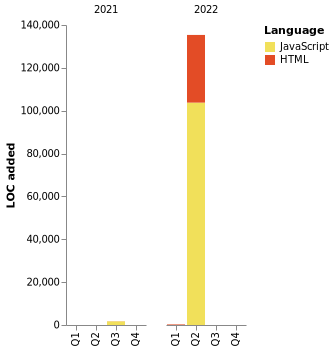 2021 2022
Language
JavaScript
HTML
LOC added
140,000
120,000
100,000
80,000
60,000
40,000
20,000
0
Q1 Q2 Q3 Q4 Q1 Q2 Q3 Q4